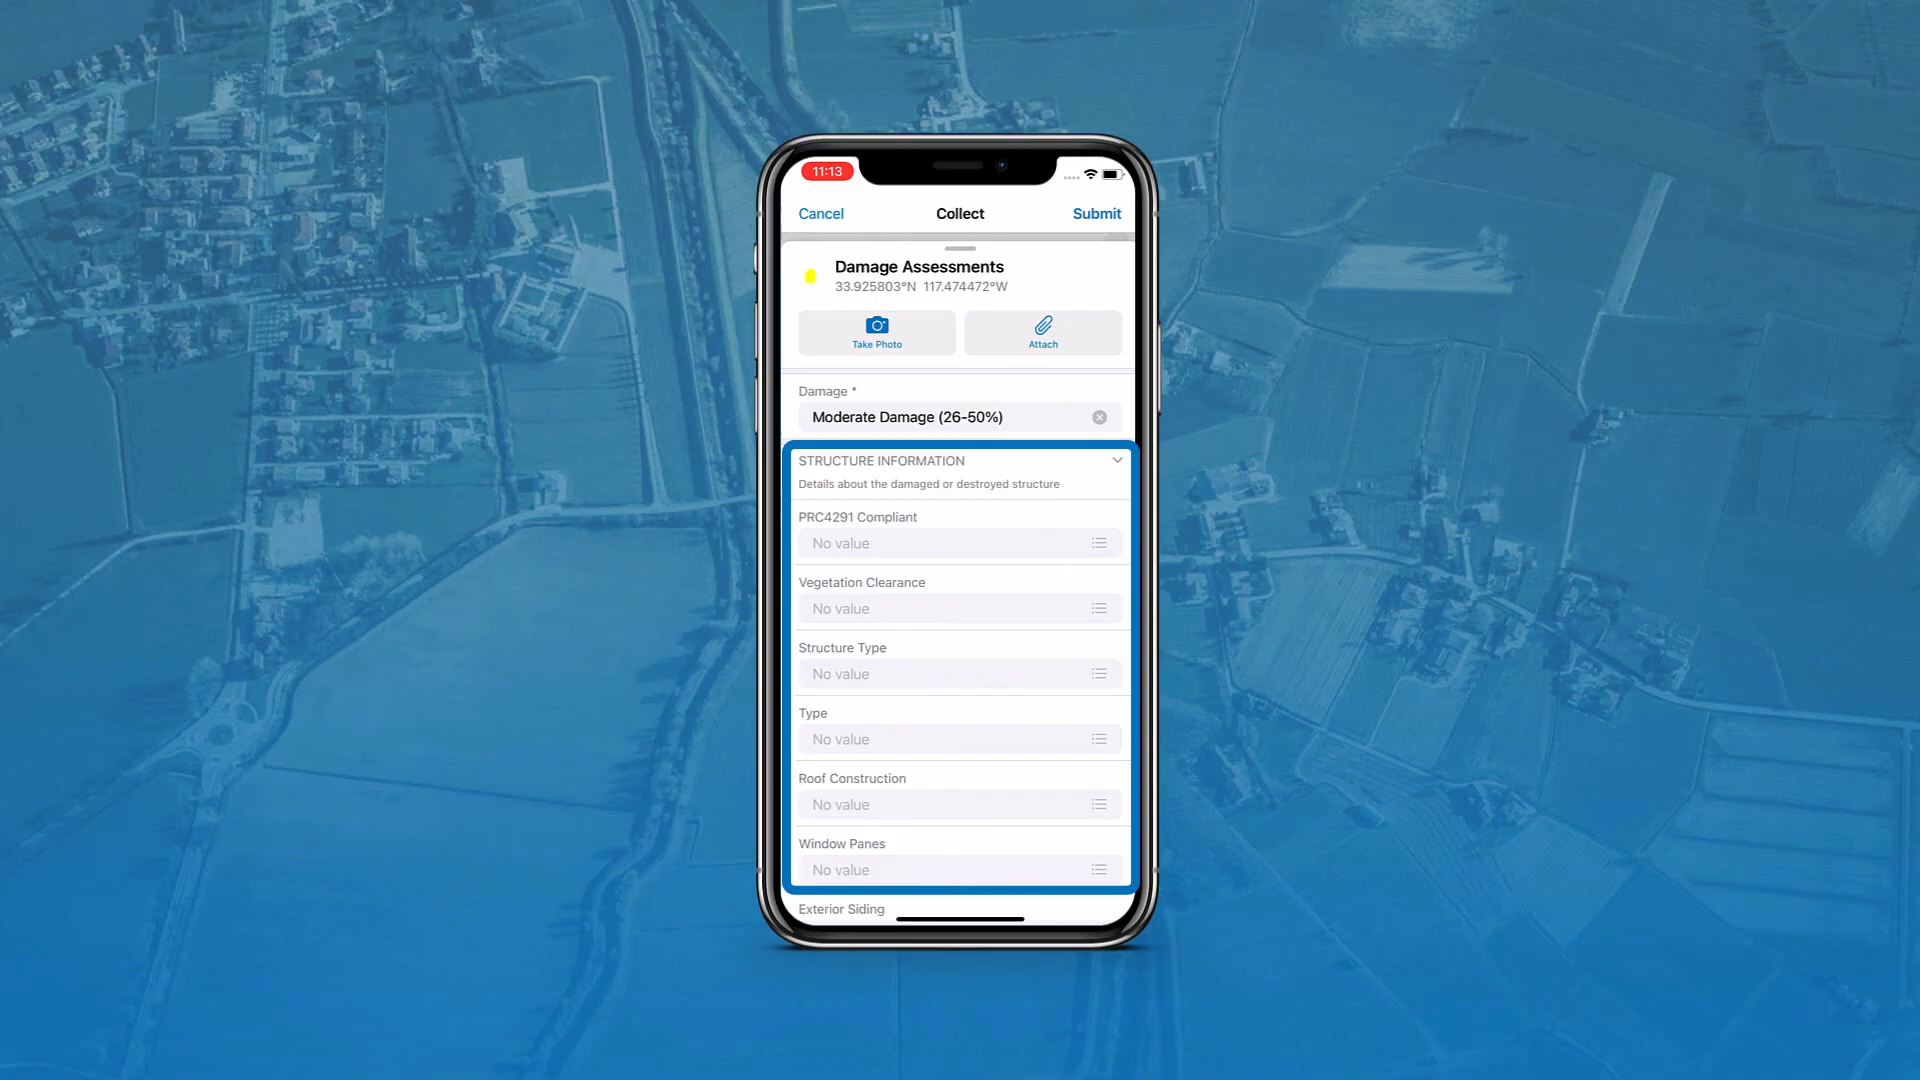 11:13
Cancel
Collect
Submit
Damage Assessments
33.925803°N 117.474472°W
Take Photo
Attach
Damage *
Moderate Damage (26-50%)
STRUCTURE INFORMATION
Details about the damaged or destroyed structure
PRC4291 Compliant
No value
Vegetation Clearance
No value
Structure Type
No value
Type
No value
Roof Construction
No value
Window Panes
No value
Exterior Siding